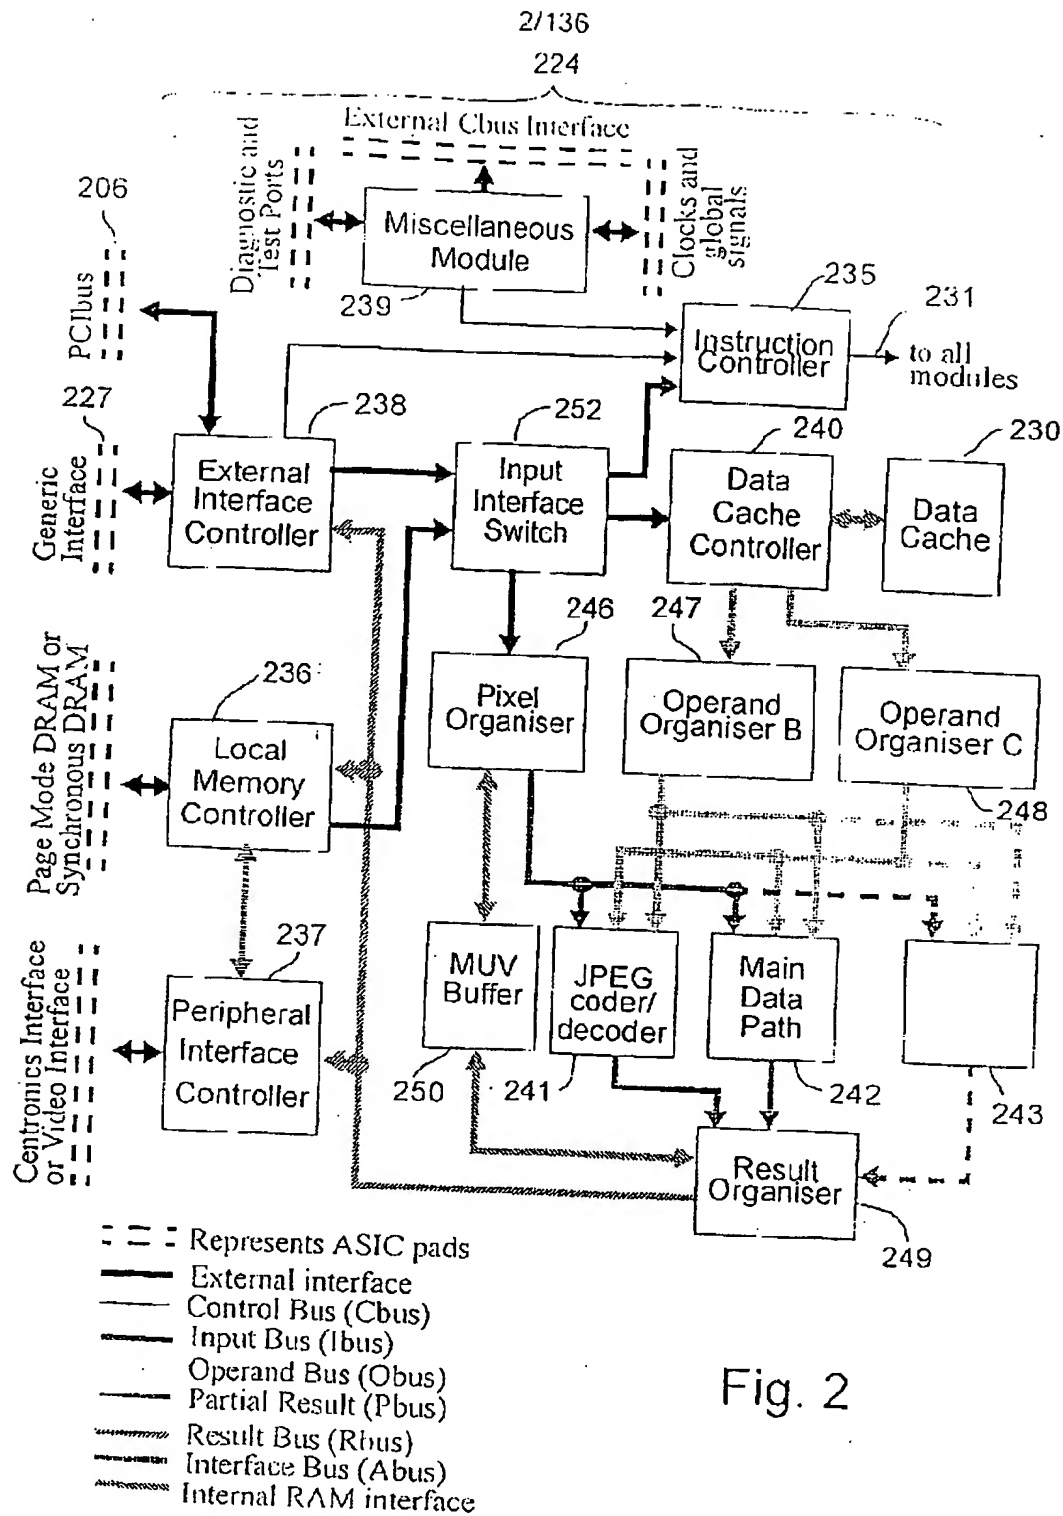 2/136
224
External Cbus Interface
Diagnostic and
Test Ports
Clocks and
global
signals
206
PCIbus
Miscellaneous
Module
239
235
231
Instruction
Controller
to all
modules
227
238
252
240
230
Generic
Interface
External
Interface
Controller
Input
Interface
Switch
Data
Cache
Controller
Data
Cache
246
247
Page Mode DRAM or
Synchronous DRAM
236
Local
Memory
Controller
Pixel
Organiser
Operand
Organiser B
Operand
Organiser C
248
Centronics Interface
or Video Interface
237
Peripheral
Interface
Controller
MUV
Buffer
JPEG
coder/
decoder
Main
Data
Path
250
241
242
243
Result
Organiser
249
Represents ASIC pads
External interface
Control Bus (Cbus)
Input Bus (Ibus)
Operand Bus (Obus)
Partial Result (Pbus)
Result Bus (Rbus)
Interface Bus (Abus)
Internal RAM interface
Fig. 2